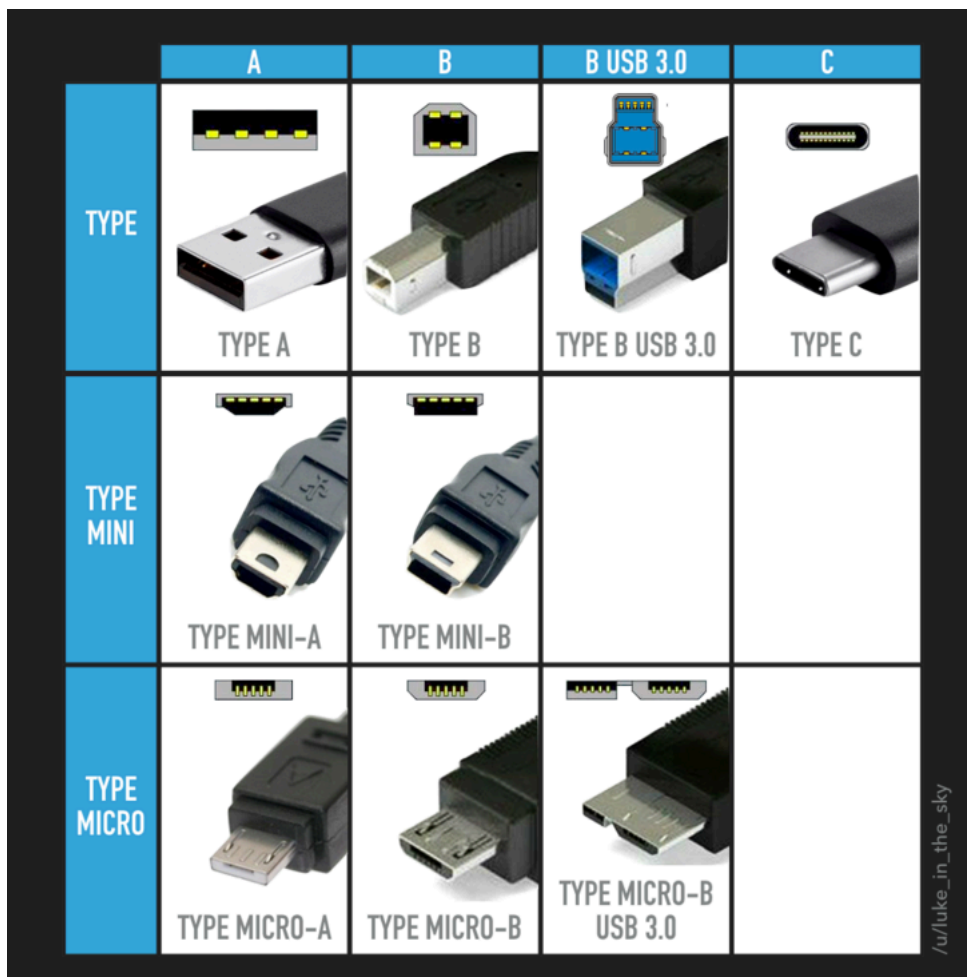 A
B
B USB 3.0
C
TYPE
TYPE A
TYPE B
TYPE B USB 3.0
TYPE C
TYPE
MINI
TYPE MINI-A
TYPE MINI-B
TYPE
MICRO
TYPE MICRO-A
TYPE MICRO-B
TYPE MICRO-B
USB 3.0
/u/luke_in_the_sky